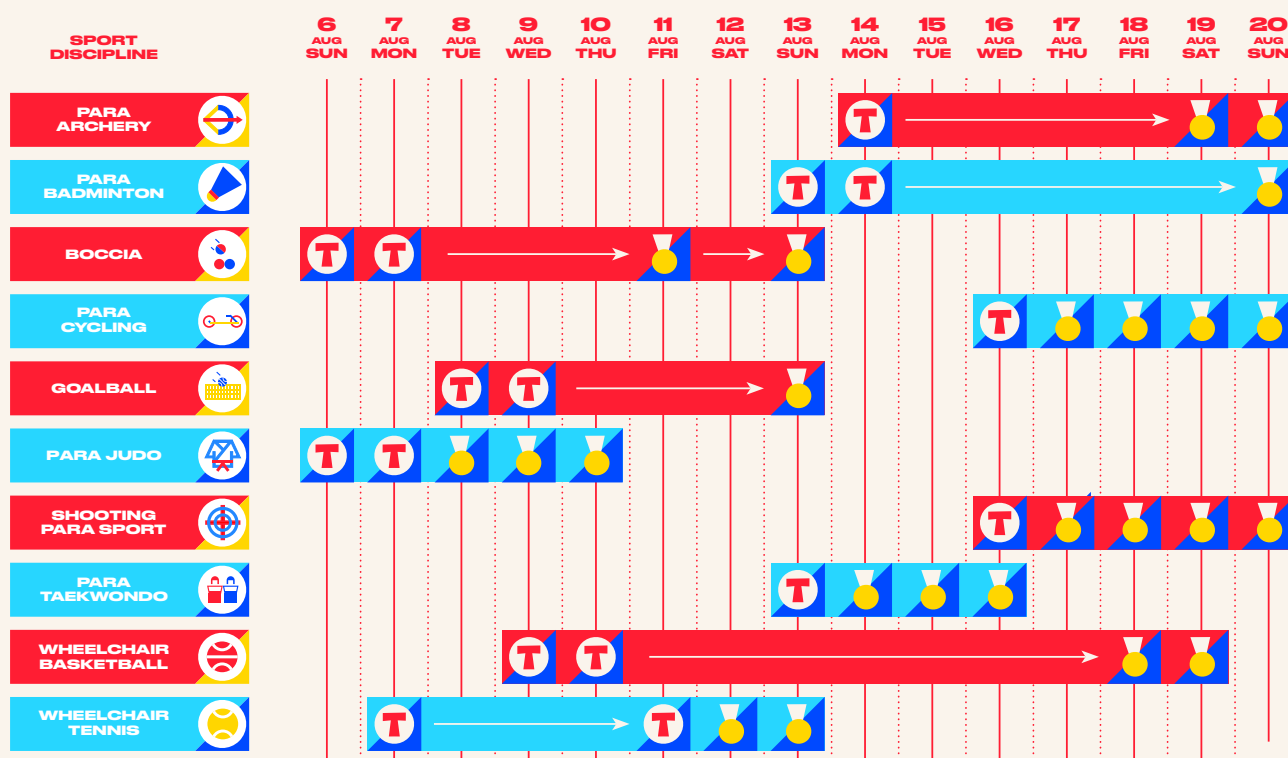 SPORT
DISCIPLINE
6 7 8 9 10 11 12 13 14 15 16 17 18 19 20
AUG AUG AUG AUG AUG AUG AUG AUG AUG AUG AUG AUG AUG AUG AUG
SUN MON TUE WED THU FRI SAT SUN MON TUE WED THU FRI SAT SUN
PARA
ARCHERY
T
PARA
BADMINTON
T T
BOCCIA
T T
PARA
CYCLING
T
GOALBALL
T T
PARA JUDO
T T
SHOOTING
PARA SPORT
T
PARA
TAEKWONDO
T
WHEELCHAIR
BASKETBALL
T T
WHEELCHAIR
TENNIS
T T